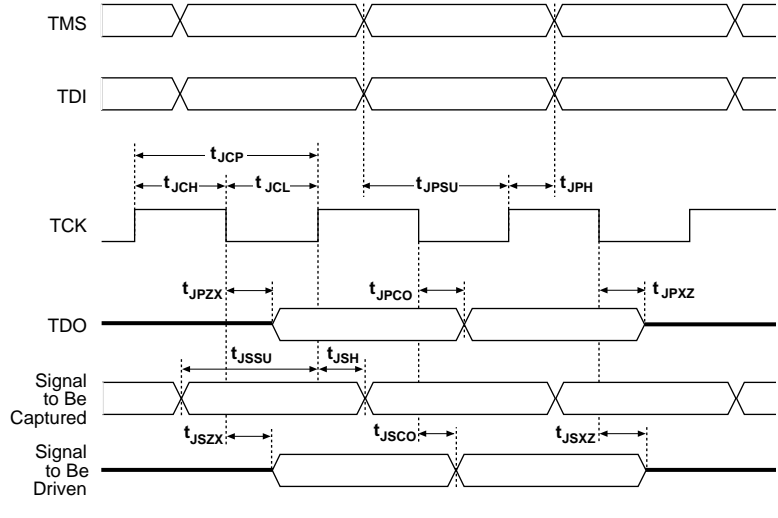 TMS
TDI
tJCP
tJCH
tJCL
tJPSU
tJPH
TCK
tJPZX
tJPCO
tJPXZ
TDO
tJSSU
tJSH
Signal
to Be
Captured
tJSZX
tJSCO
tJSXZ
Signal
to Be
Driven